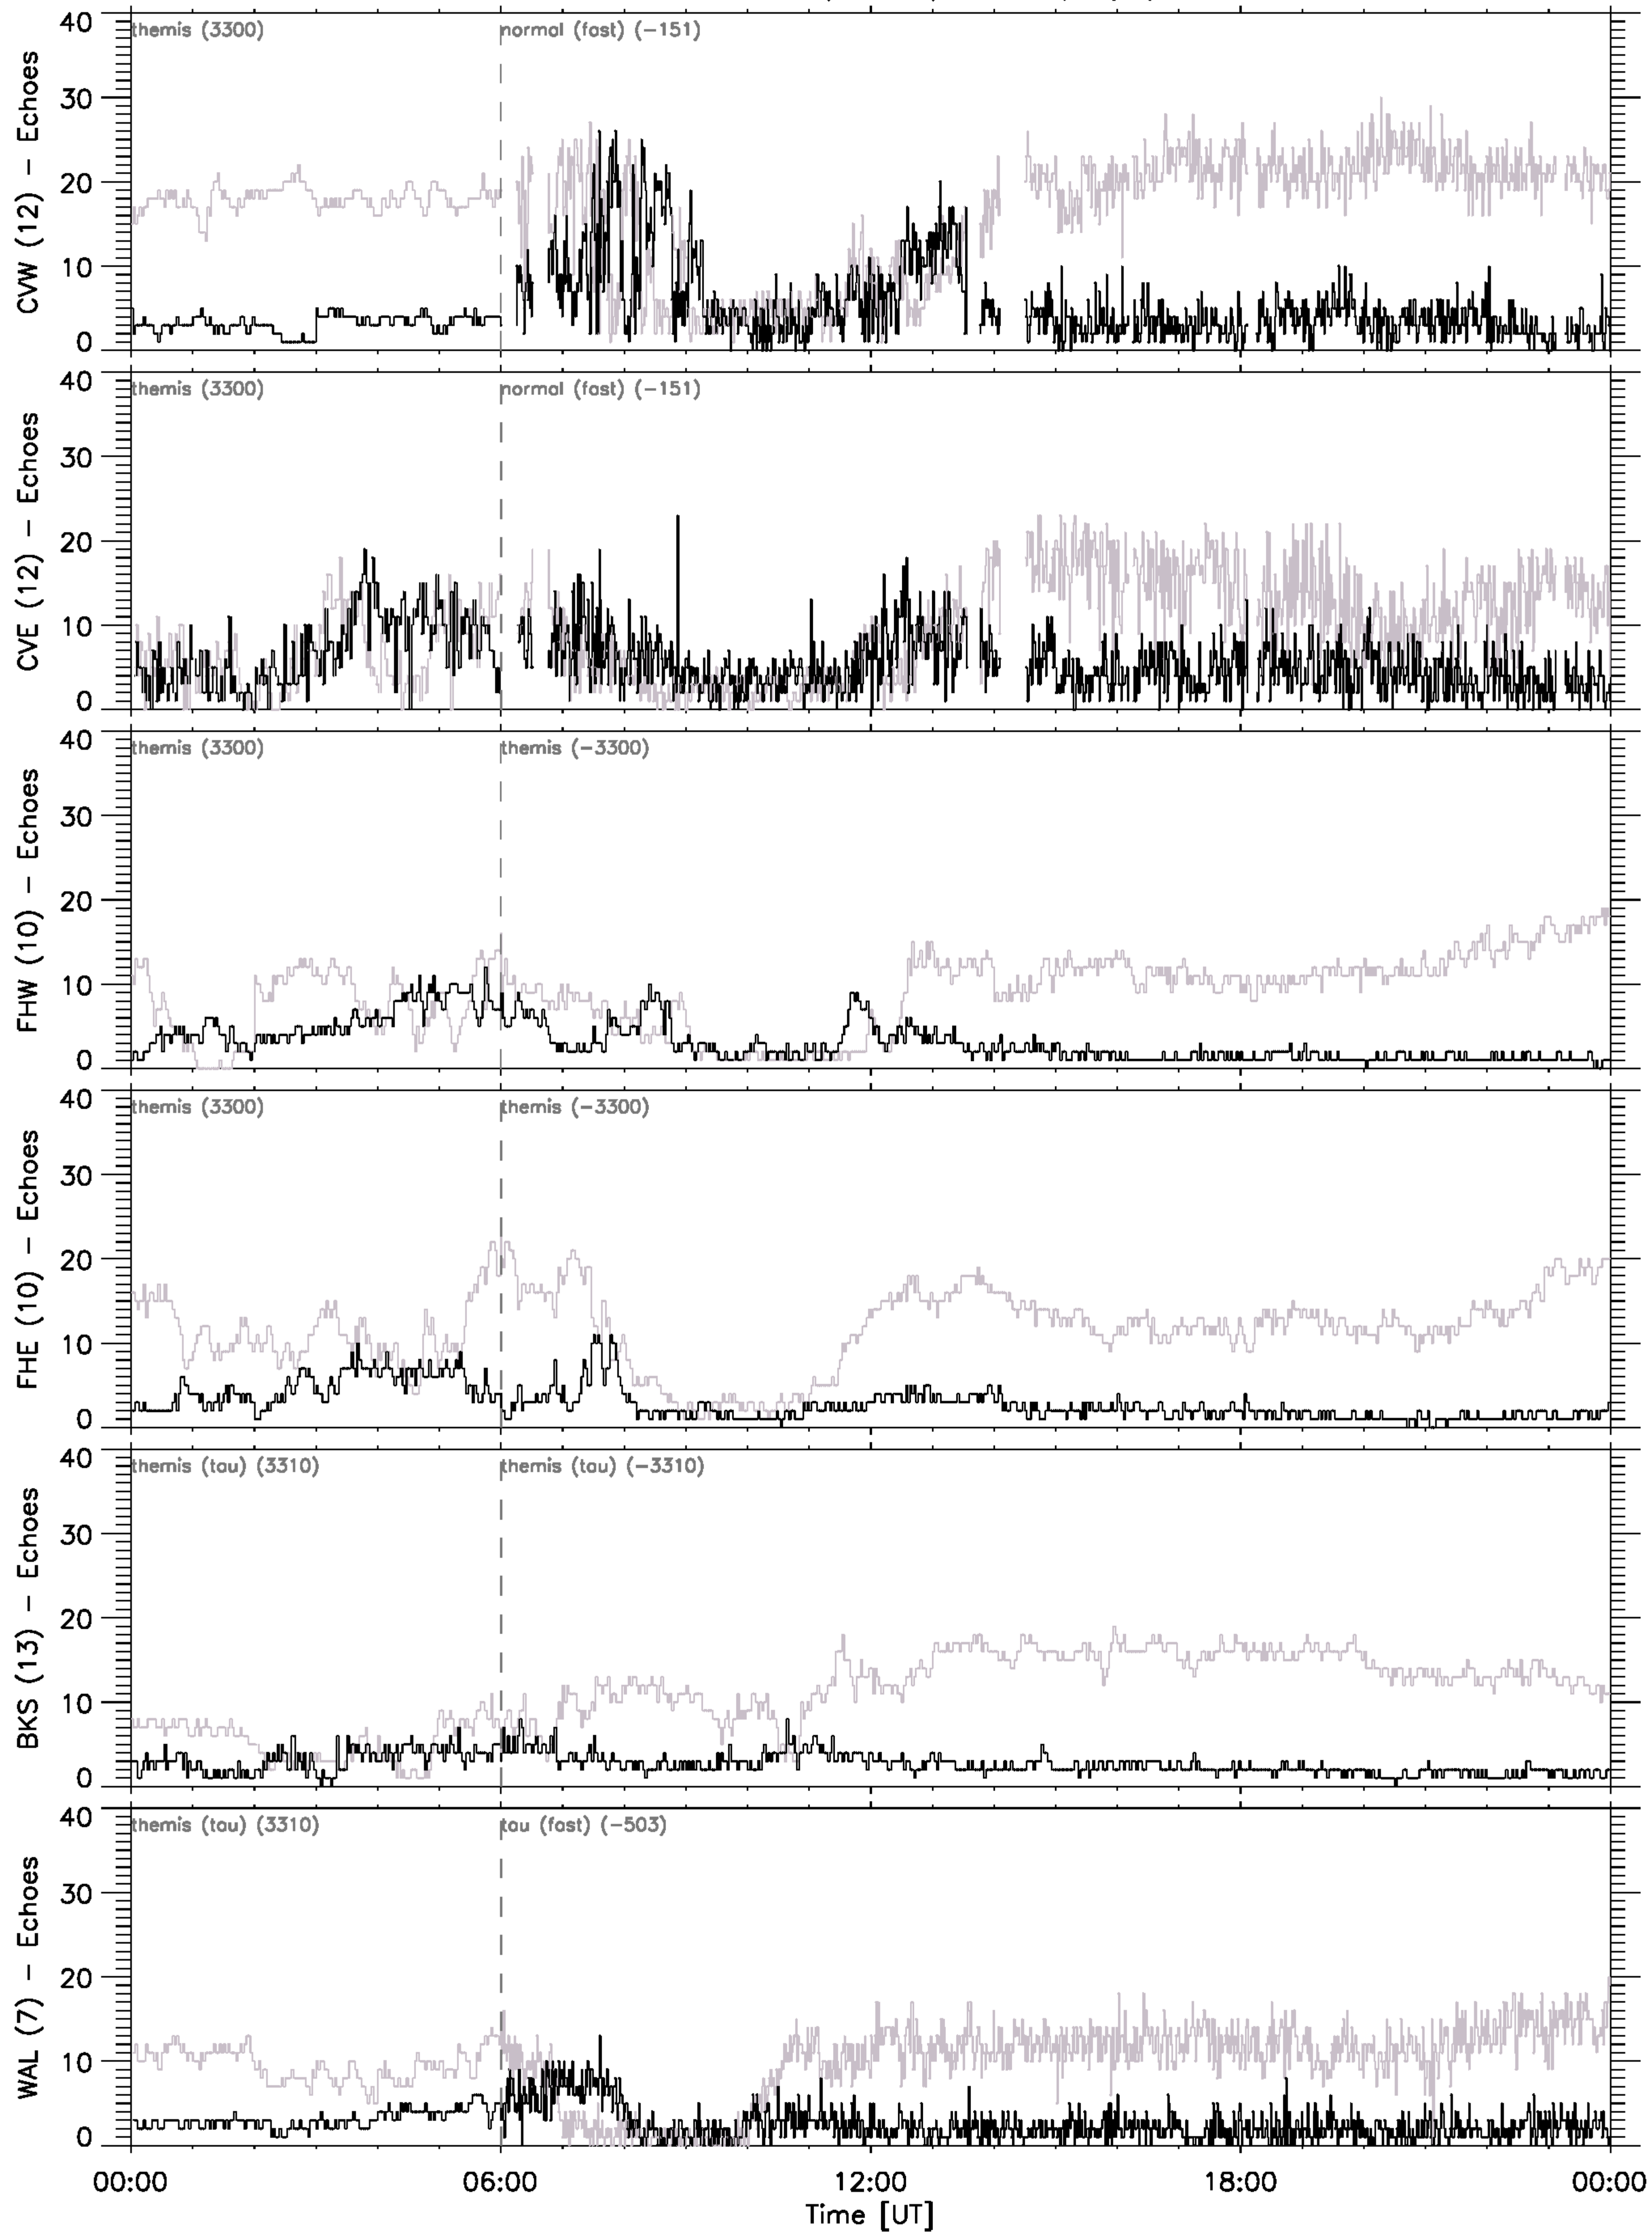 themis (3300) normal (fast) (-151)
CVW (12) - Echoes
40
30
20
10
0
themis (3300) normal (fast) (-151)
CVE (12) - Echoes
40
30
20
10
0
themis (3300) themis (-3300)
FHW (10) - Echoes
40
30
20
10
0
themis (3300) themis (-3300)
FHE (10) - Echoes
40
30
20
10
0
themis (tau) (3310) themis (tau) (-3310)
BKS (13) - Echoes
40
30
20
10
0
themis (tau) (3310) tau (fast) (-503)
WAL (7) - Echoes
40
30
20
10
0
00:00 06:00 12:00 18:00 00:00
Time [UT]